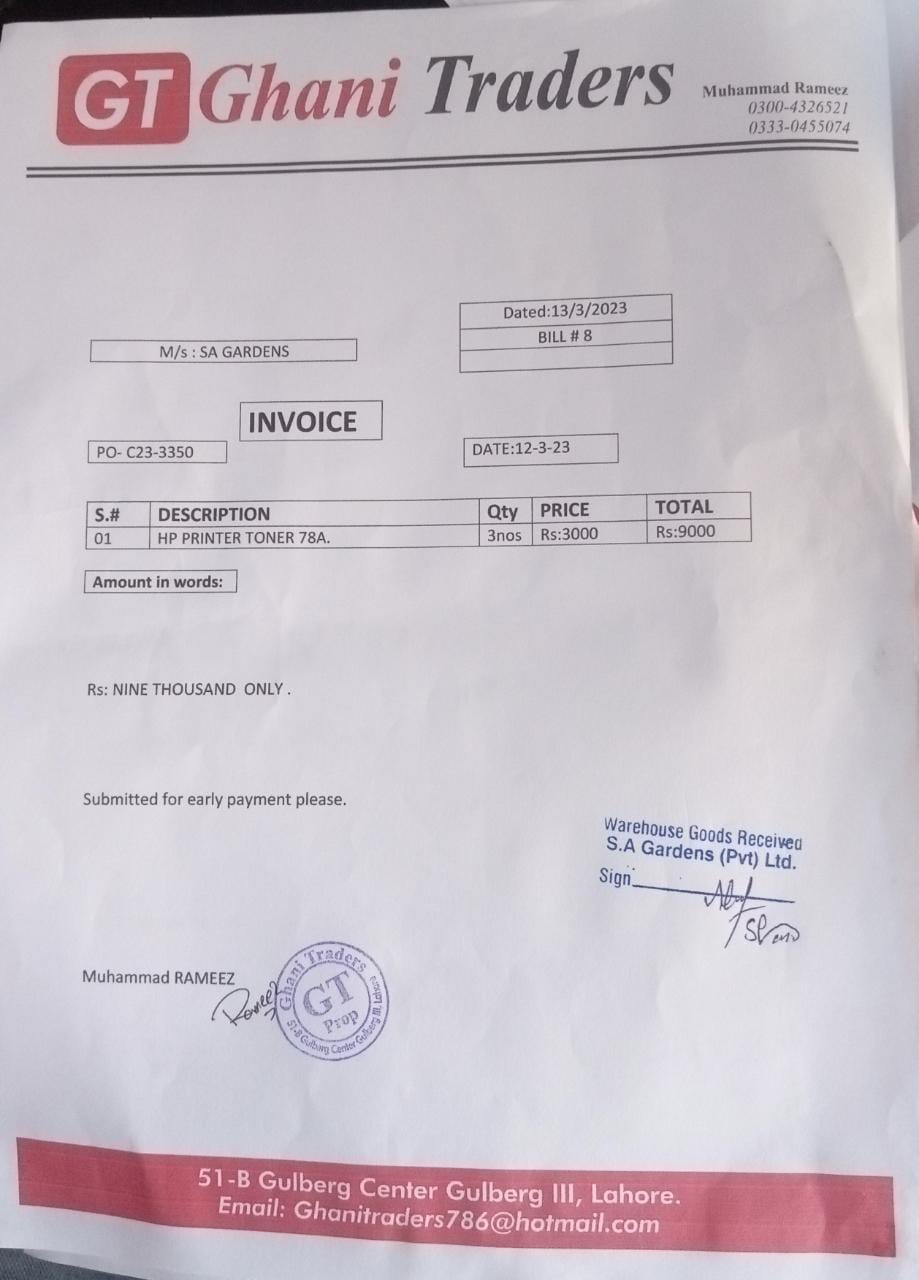 GT Ghani Traders
Muhammad Rameez
0300-4326521
0333-0455074
Dated:13/3/2023
BILL # 8
M/s : SA GARDENS
INVOICE
PO- C23-3350
DATE:12-3-23
S.# DESCRIPTION Qty PRICE TOTAL
01 HP PRINTER TONER 78A. 3nos Rs:3000 Rs:9000
Amount in words:
Rs: NINE THOUSAND ONLY .
Submitted for early payment please.
Warehouse Goods Received
S.A Gardens (Pvt) Ltd.
Sign
Muhammad RAMEEZ
Rameez
Ghani Traders
GT
Prop
51-B Gulburg Center Gulberg III, Lahore
51-B Gulberg Center Gulberg III, Lahore.
Email: Ghanitraders786@hotmail.com